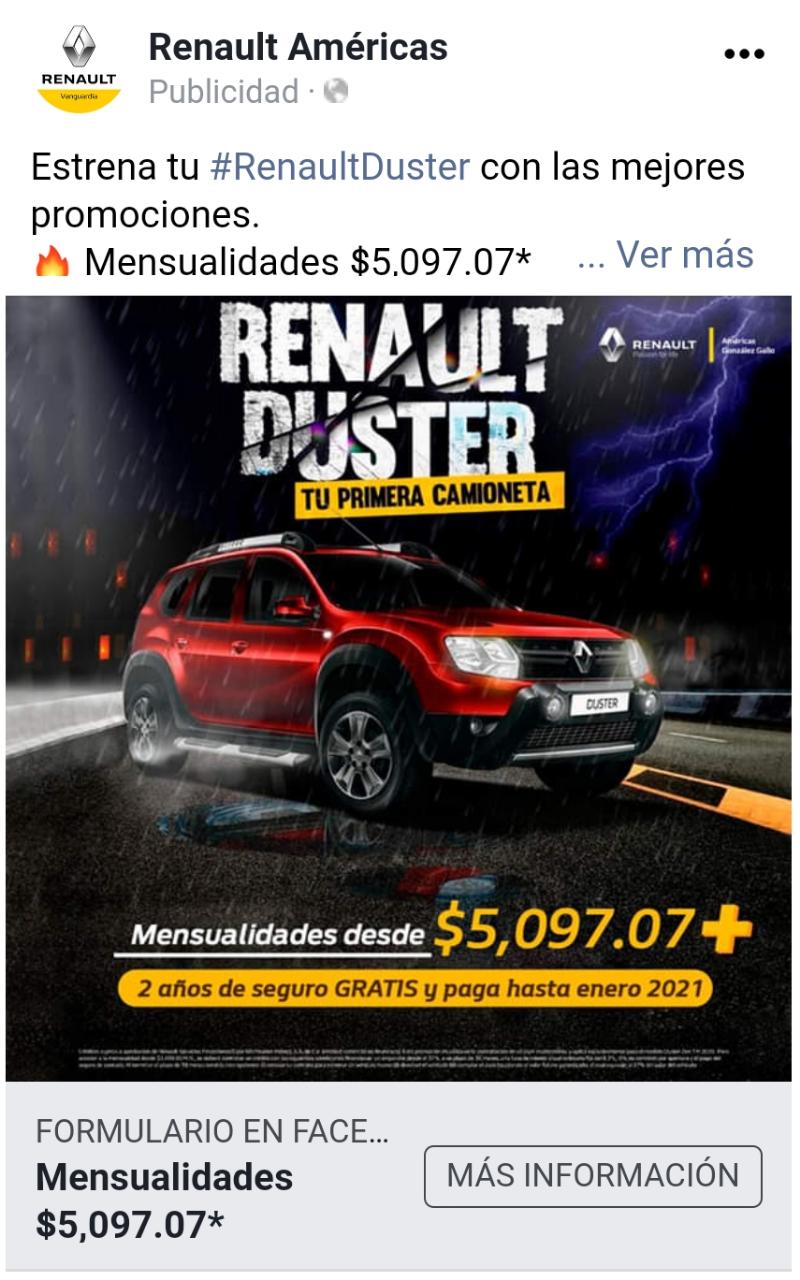 RENAULT
Vanguardia
Renault Américas
Publicidad ·
Estrena tu #RenaultDuster con las mejores
promociones.
🔥 Mensualidades $5,097.07* ... Ver más
RENAULT
DUSTER
TU PRIMERA CAMIONETA
RENAULT
Passion for life
Américas
González Gallo
DUSTER
Mensualidades desde $5,097.07+
2 años de seguro GRATIS y paga hasta enero 2021
FORMULARIO EN FACE...
Mensualidades
$5,097.07*
MÁS INFORMACIÓN